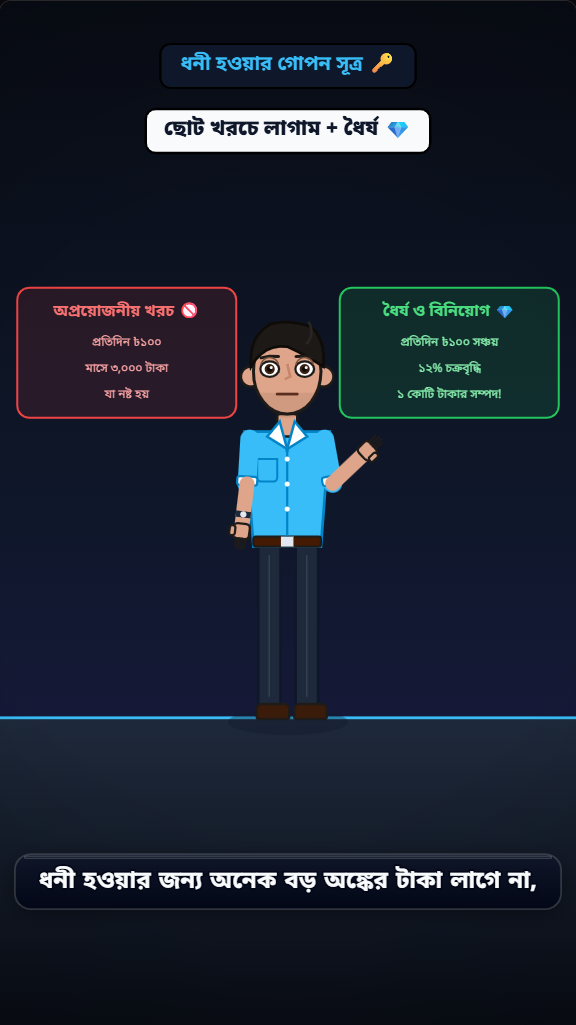 ধনী হওয়ার গোপন সূত্র 🔑
ছোট খরচে লাগাম + ধৈর্য 💎
অপ্রয়োজনীয় খরচ 🚫
প্রতিদিন ৳১০০
মাসে ৩,০০০ টাকা
যা নষ্ট হয়
ধৈর্য ও বিনিয়োগ 💎
প্রতিদিন ৳১০০ সঞ্চয়
১২% চক্রবৃদ্ধি
১ কোটি টাকার সম্পদ!
ধনী হওয়ার জন্য অনেক বড় অঙ্কের টাকা লাগে না,